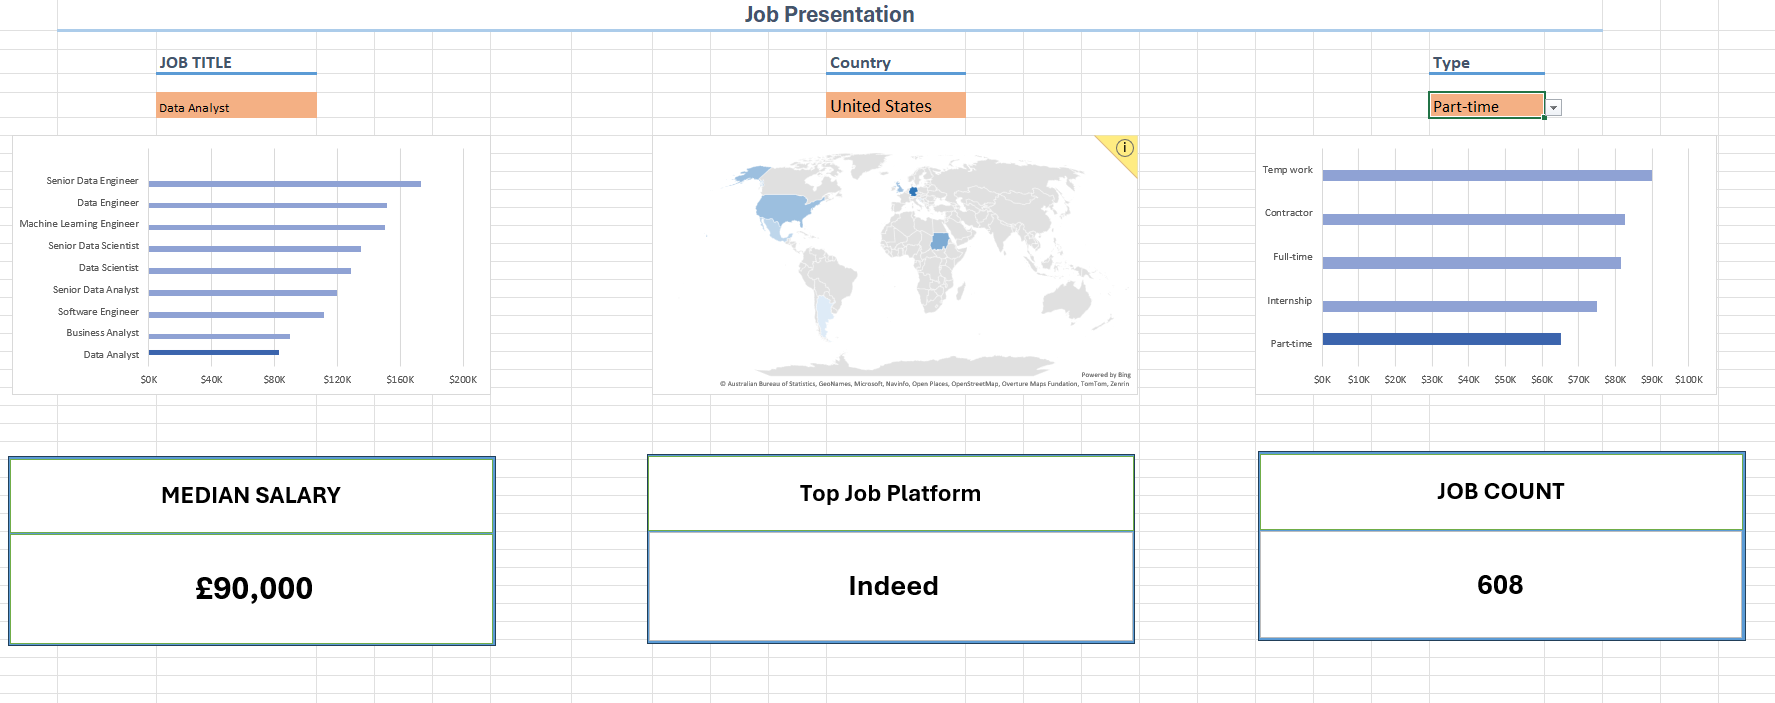 Job Presentation
JOB TITLE
Country
Type
Data Analyst
United States
Part-time
Senior Data Engineer
Data Engineer
Machine Learning Engineer
Senior Data Scientist
Data Scientist
Senior Data Analyst
Software Engineer
Business Analyst
Data Analyst
$0K $40K $80K $120K $160K $200K
Powered by Bing
© Australian Bureau of Statistics, GeoNames, Microsoft, Navinfo, Open Places, OpenStreetMap, Overture Maps Fundation, TomTom, Zenrin
Temp work
Contractor
Full-time
Internship
Part-time
$0K $10K $20K $30K $40K $50K $60K $70K $80K $90K $100K
MEDIAN SALARY
£90,000
Top Job Platform
Indeed
JOB COUNT
608